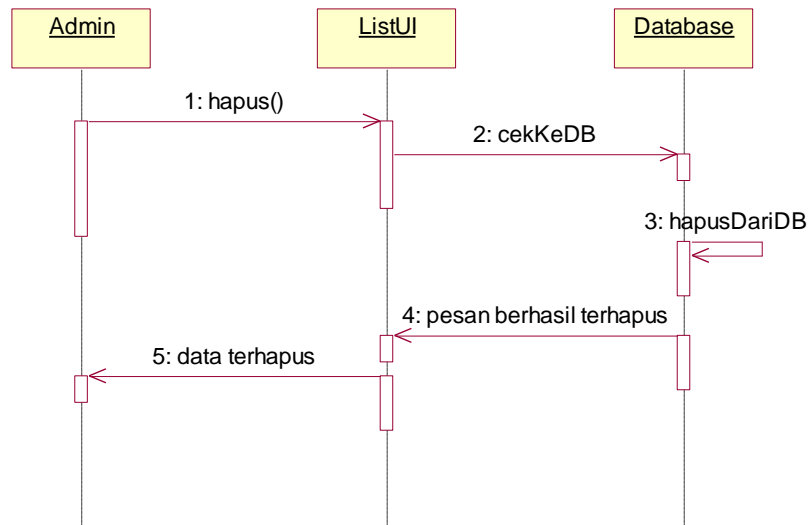 Admin
ListUI
Database
1: hapus()
2: cekKeDB
3: hapusDariDB
4: pesan berhasil terhapus
5: data terhapus